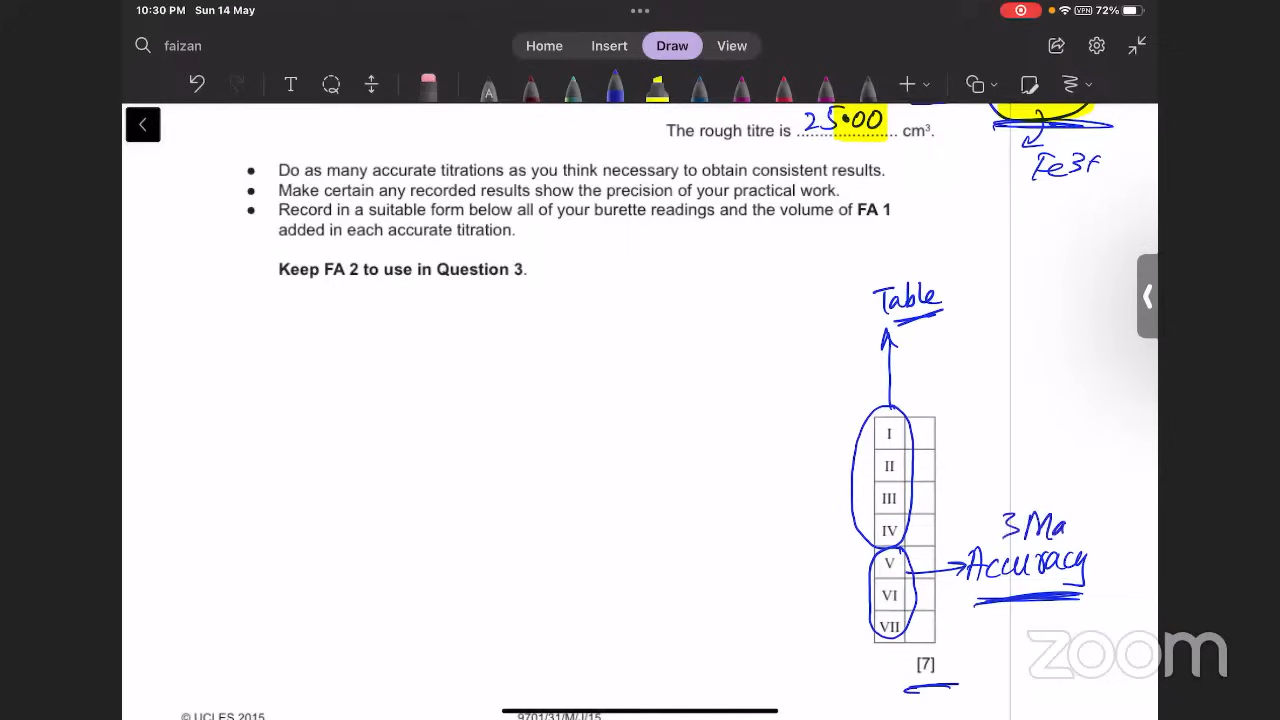 10:30 PM Sun 14 May
VPN 72%
faizan
Home Insert Draw View
The rough titre is 25.00 cm³.
Fe3+
• Do as many accurate titrations as you think necessary to obtain consistent results.
• Make certain any recorded results show the precision of your practical work.
• Record in a suitable form below all of your burette readings and the volume of FA 1
added in each accurate titration.
Keep FA 2 to use in Question 3.
Table
I
II
III
IV
V
VI
VII
3 Ma
Accuracy
[7]
zoom
© UCLES 2015
9701/31/M/J/15